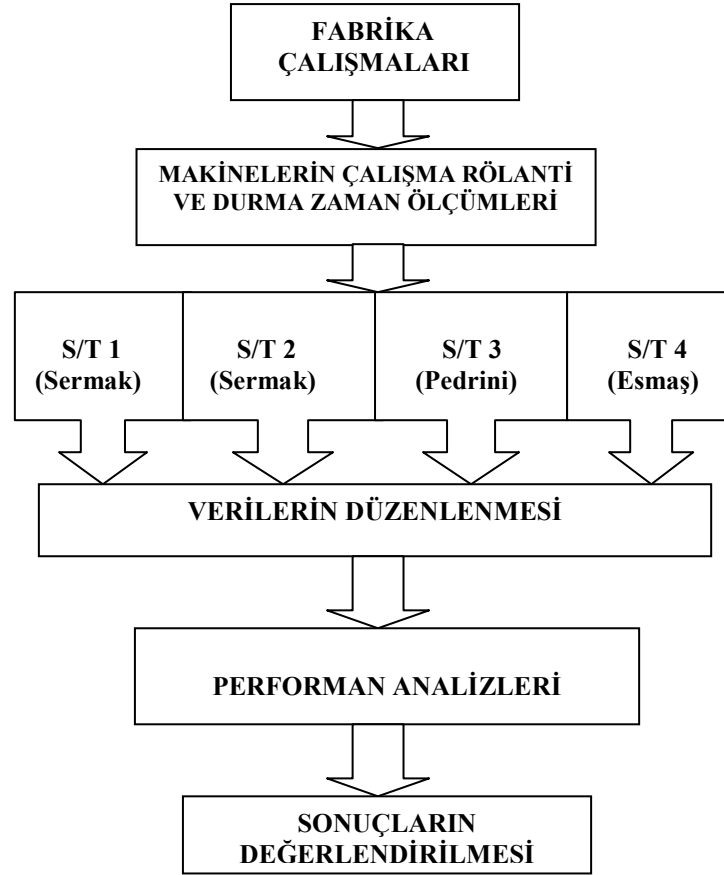 FABRİKA
ÇALIŞMALARI
MAKİNELERİN ÇALIŞMA RÖLANTİ
VE DURMA ZAMAN ÖLÇÜMLERİ
S/T 1
(Sermak)
S/T 2
(Sermak)
S/T 3
(Pedrini)
S/T 4
(Esmaş)
VERİLERİN DÜZENLENMESİ
PERFORMAN ANALİZLERİ
SONUÇLARIN
DEĞERLENDİRİLMESİ